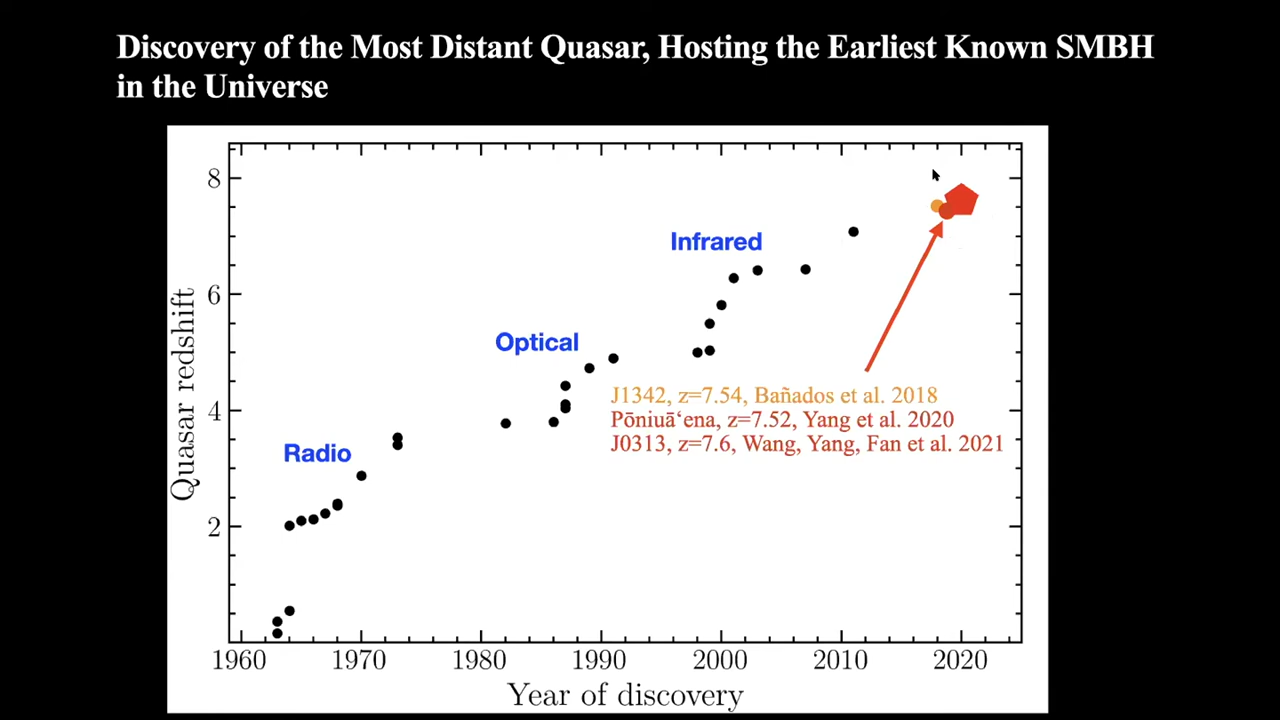 Discovery of the Most Distant Quasar, Hosting the Earliest Known SMBH
in the Universe
8
Infrared
6
Optical
J1342, z=7.54, Bañados et al. 2018
4
Pōniuā‘ena, z=7.52, Yang et al. 2020
J0313, z=7.6, Wang, Yang, Fan et al. 2021
Radio
2
Quasar redshift
1960 1970 1980 1990 2000 2010 2020
Year of discovery